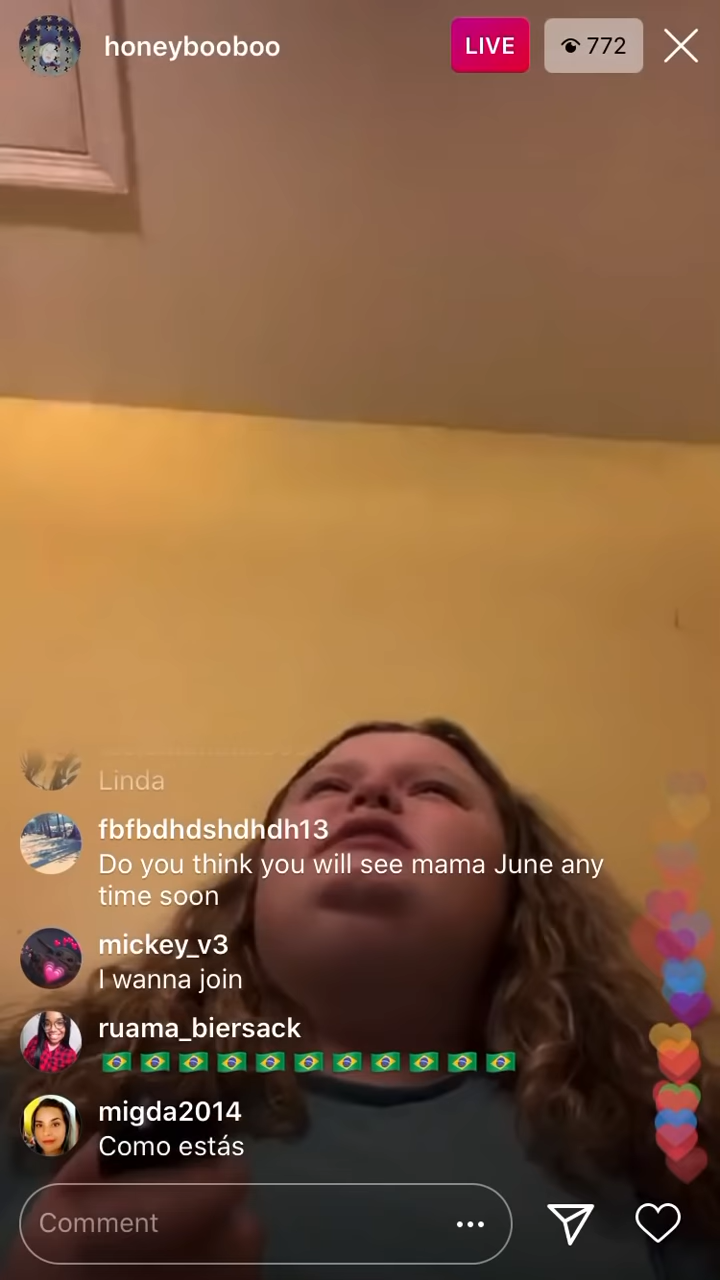 honeybooboo
LIVE
772
Linda
fbfbdhdshdhdh13
Do you think you will see mama June any
time soon
mickey_v3
I wanna join
ruama_biersack
🇧🇷🇧🇷🇧🇷🇧🇷🇧🇷🇧🇷🇧🇷🇧🇷🇧🇷🇧🇷🇧🇷
migda2014
Como estás
Comment